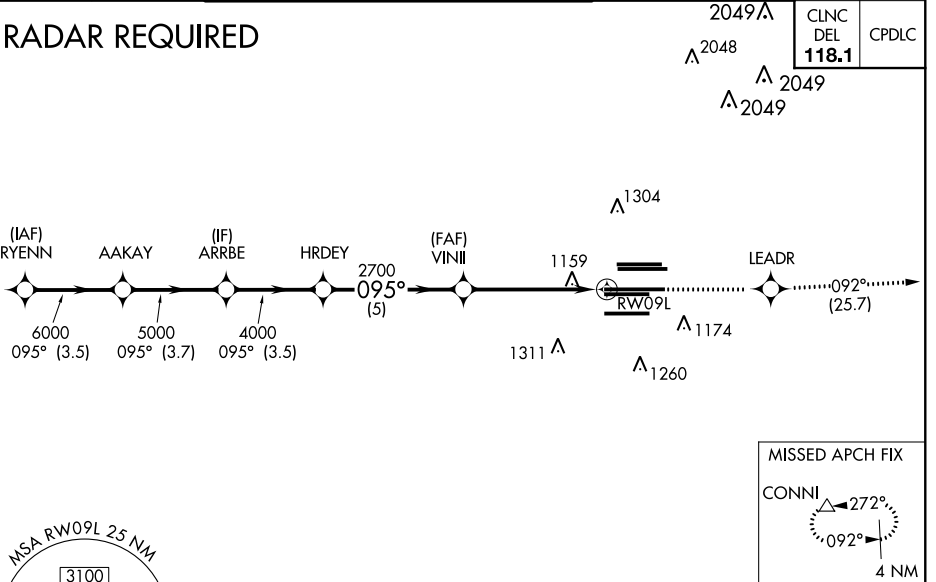 RADAR REQUIRED
CLNC
DEL
118.1
CPDLC
2049
2048
2049
2049
1304
(IAF)
RYENN
AAKAY
(IF)
ARRBE
HRDEY
(FAF)
VINII
2700
095°
(5)
1159
RW09L
LEADR
092°
(25.7)
6000
095° (3.5)
5000
095° (3.7)
4000
095° (3.5)
1174
1311
1260
MISSED APCH FIX
CONNI
272°
092°
4 NM
MSA RW09L 25 NM
3100